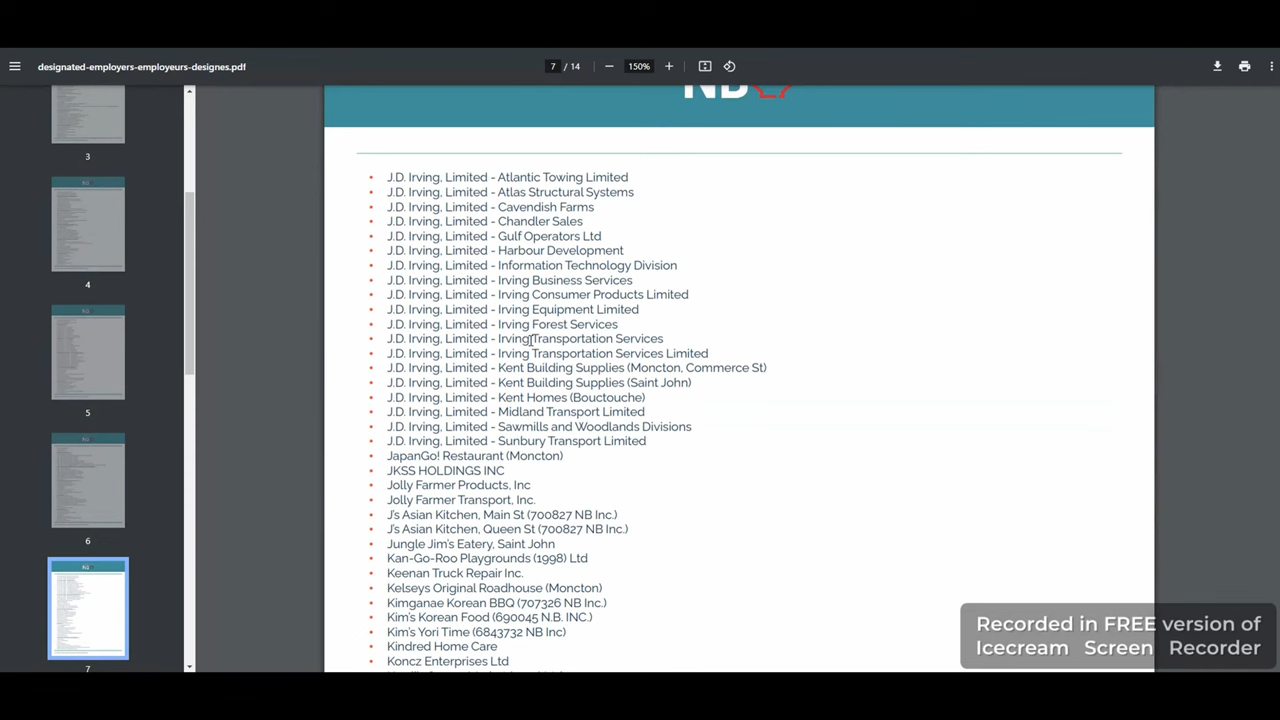 designated-employers-employeurs-designes.pdf
7 / 14
150%
3
4
5
6
7
NB
J.D. Irving, Limited - Atlantic Towing Limited
J.D. Irving, Limited - Atlas Structural Systems
J.D. Irving, Limited - Cavendish Farms
J.D. Irving, Limited - Chandler Sales
J.D. Irving, Limited - Gulf Operators Ltd
J.D. Irving, Limited - Harbour Development
J.D. Irving, Limited - Information Technology Division
J.D. Irving, Limited - Irving Business Services
J.D. Irving, Limited - Irving Consumer Products Limited
J.D. Irving, Limited - Irving Equipment Limited
J.D. Irving, Limited - Irving Forest Services
J.D. Irving, Limited - Irving Transportation Services
J.D. Irving, Limited - Irving Transportation Services Limited
J.D. Irving, Limited - Kent Building Supplies (Moncton, Commerce St)
J.D. Irving, Limited - Kent Building Supplies (Saint John)
J.D. Irving, Limited - Kent Homes (Bouctouche)
J.D. Irving, Limited - Midland Transport Limited
J.D. Irving, Limited - Sawmills and Woodlands Divisions
J.D. Irving, Limited - Sunbury Transport Limited
JapanGo! Restaurant (Moncton)
JKSS HOLDINGS INC
Jolly Farmer Products, Inc
Jolly Farmer Transport, Inc.
J's Asian Kitchen, Main St (700827 NB Inc.)
J's Asian Kitchen, Queen St (700827 NB Inc.)
Jungle Jim's Eatery, Saint John
Kan-Go-Roo Playgrounds (1998) Ltd
Keenan Truck Repair Inc.
Kelseys Original Roadhouse (Moncton)
Kimganae Korean BBQ (707326 NB Inc.)
Kim's Korean Food (690045 N.B. INC.)
Kim's Yori Time (6843732 NB Inc)
Kindred Home Care
Koncz Enterprises Ltd
Recorded in FREE version of
Icecream Screen Recorder